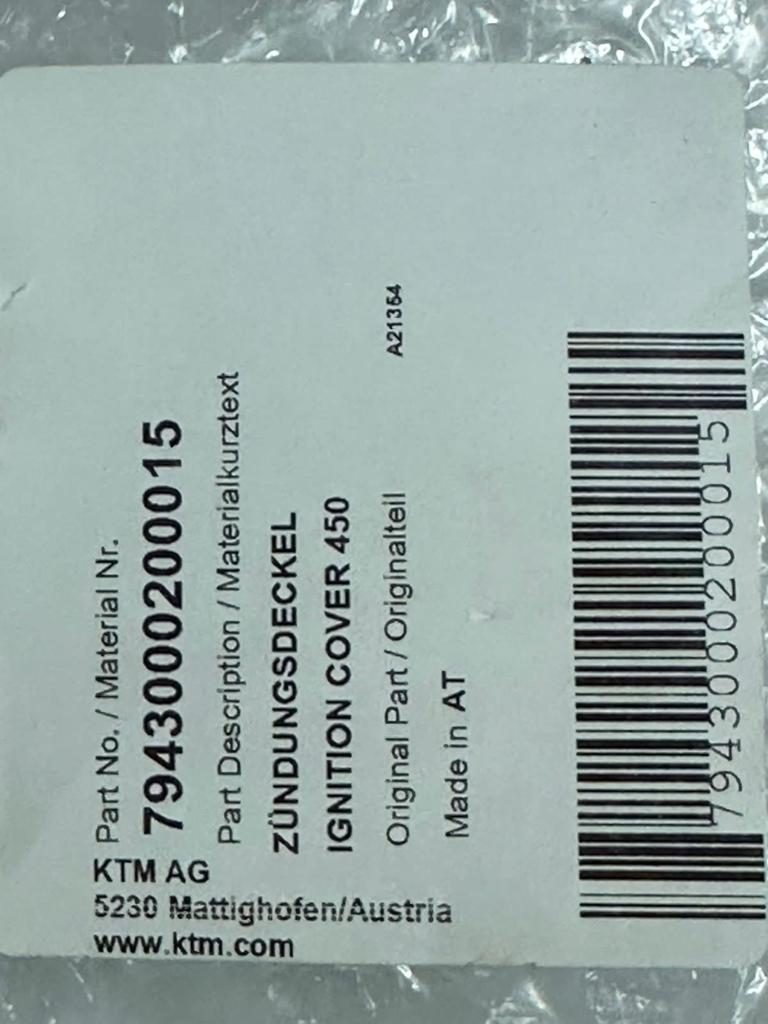 Part No. / Material Nr.
79430002000015
Part Description / Materialkurztext
ZÜNDUNGSDECKEL
IGNITION COVER 450
Original Part / Originalteil
A21354
Made in AT
KTM AG
5230 Mattighofen/Austria
www.ktm.com
79430002000015